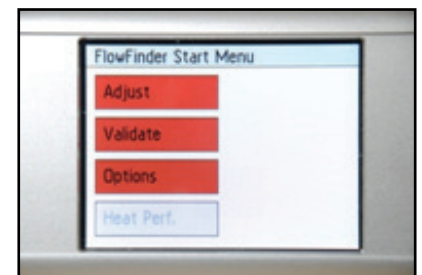 FlowFinder Start Menu
Adjust
Validate
Options
Heat Perf.